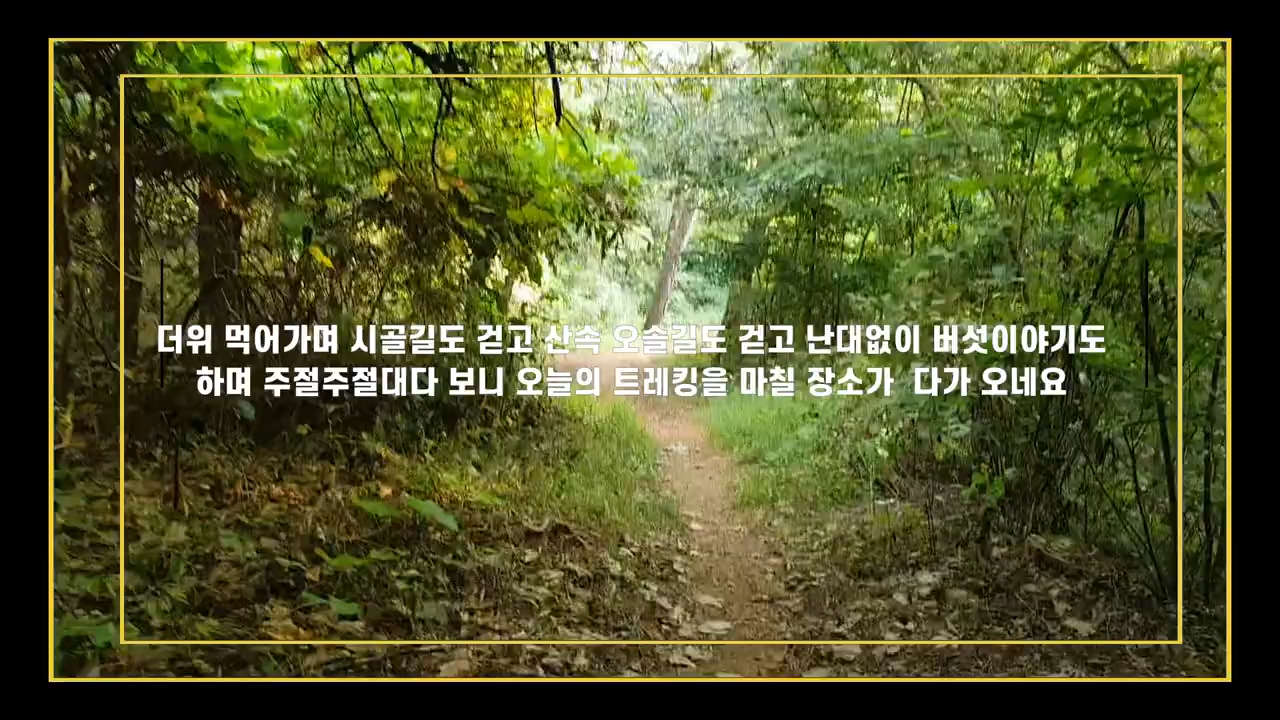 더위 먹어가며 시골길도 걷고 산속 오솔길도 걷고 난대없이 버섯이야기도
하며 주절주절대다 보니 오늘의 트레킹을 마칠 장소가 다가 오네요